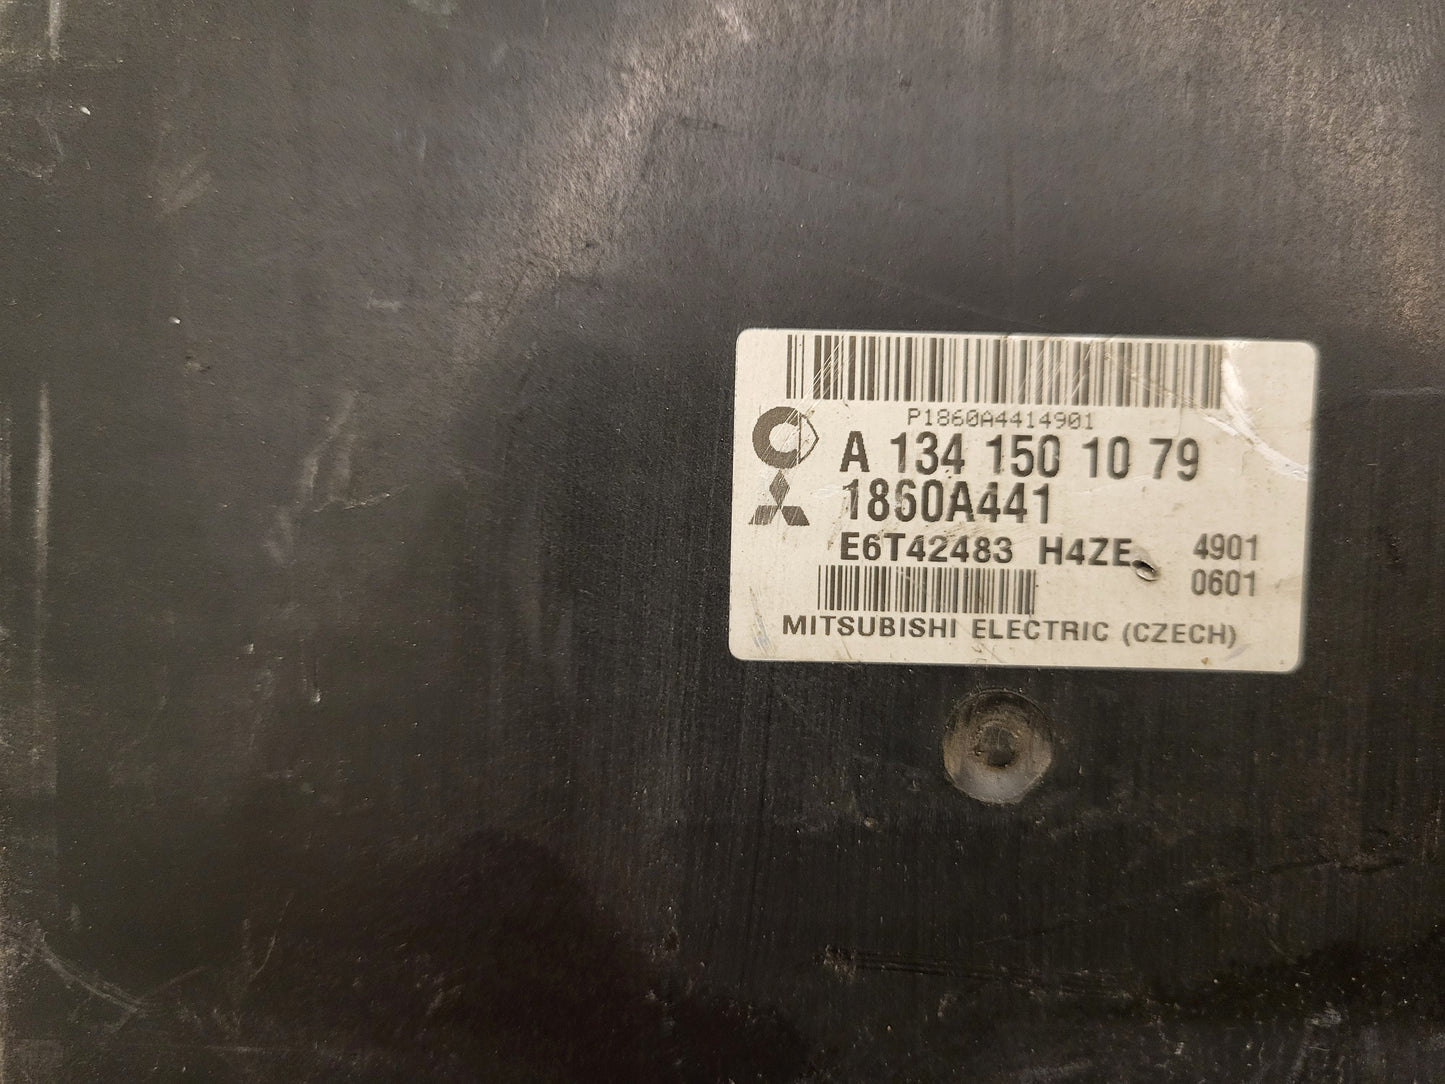 P1860A4414901
A 134 150 10 79
1860A441
E6T42483 H4ZE 4901
0601
MITSUBISHI ELECTRIC (CZECH)